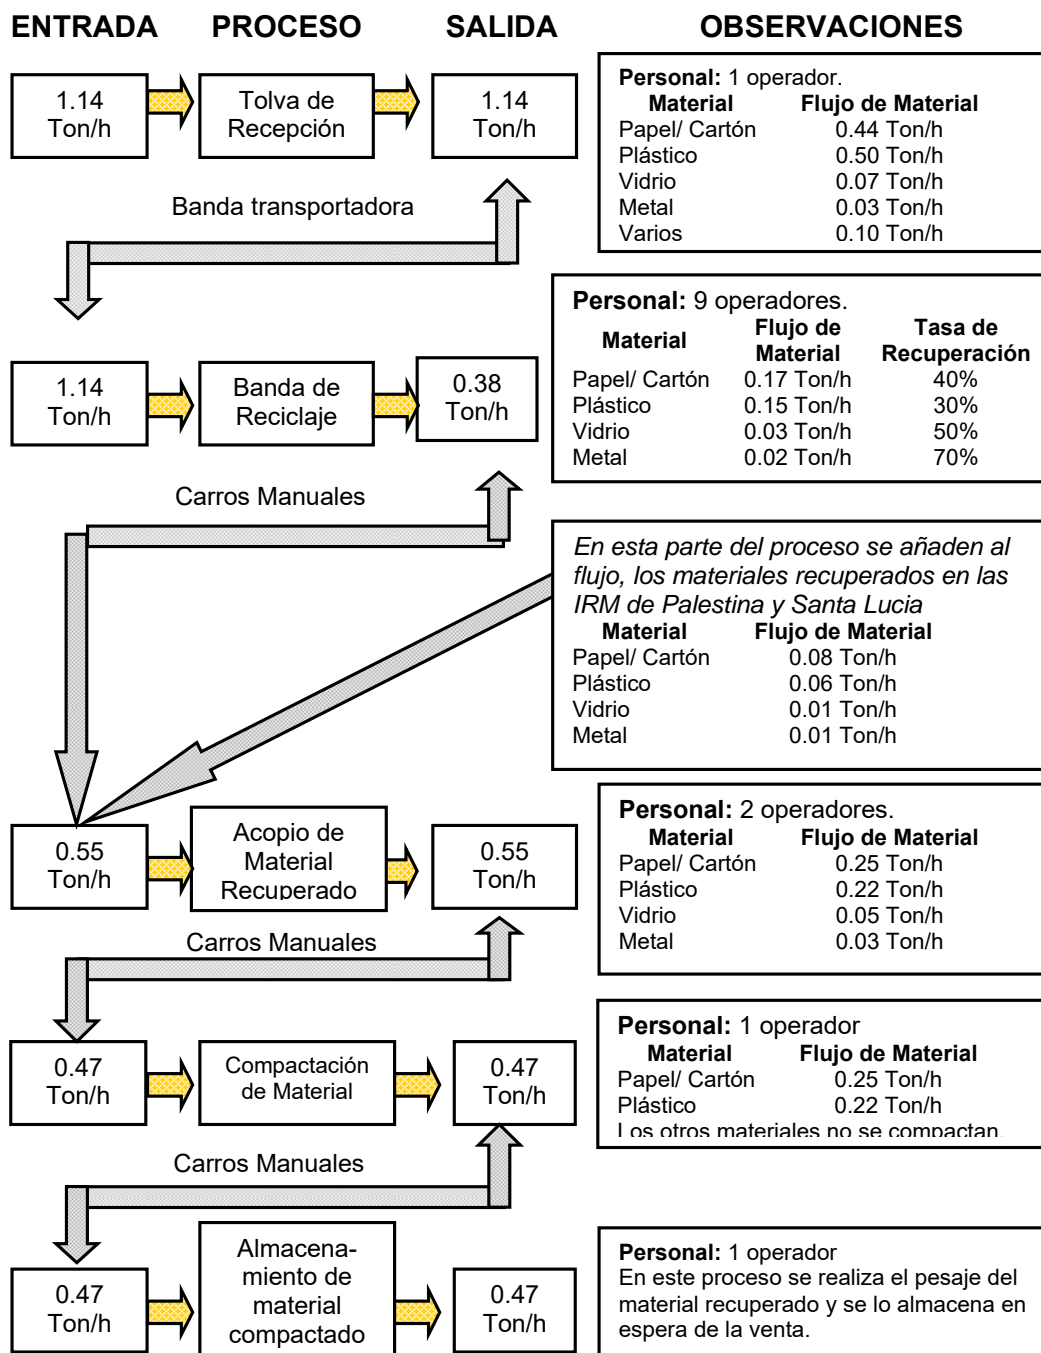 ENTRADA PROCESO SALIDA OBSERVACIONES
1.14
Ton/h
Tolva de
Recepción
1.14
Ton/h
Personal: 1 operador.
Material Flujo de Material
Papel/ Cartón 0.44 Ton/h
Plástico 0.50 Ton/h
Vidrio 0.07 Ton/h
Metal 0.03 Ton/h
Varios 0.10 Ton/h
Banda transportadora
1.14
Ton/h
Banda de
Reciclaje
0.38
Ton/h
Personal: 9 operadores.
Material Flujo de Material Tasa de Recuperación
Papel/ Cartón 0.17 Ton/h 40%
Plástico 0.15 Ton/h 30%
Vidrio 0.03 Ton/h 50%
Metal 0.02 Ton/h 70%
Carros Manuales
En esta parte del proceso se añaden al
flujo, los materiales recuperados en las
IRM de Palestina y Santa Lucia
Material Flujo de Material
Papel/ Cartón 0.08 Ton/h
Plástico 0.06 Ton/h
Vidrio 0.01 Ton/h
Metal 0.01 Ton/h
0.55
Ton/h
Acopio de
Material
Recuperado
0.55
Ton/h
Personal: 2 operadores.
Material Flujo de Material
Papel/ Cartón 0.25 Ton/h
Plástico 0.22 Ton/h
Vidrio 0.05 Ton/h
Metal 0.03 Ton/h
Carros Manuales
0.47
Ton/h
Compactación
de Material
0.47
Ton/h
Personal: 1 operador
Material Flujo de Material
Papel/ Cartón 0.25 Ton/h
Plástico 0.22 Ton/h
Los otros materiales no se compactan.
Carros Manuales
0.47
Ton/h
Almacena-
miento de
material
compactado
0.47
Ton/h
Personal: 1 operador
En este proceso se realiza el pesaje del
material recuperado y se lo almacena en
espera de la venta.